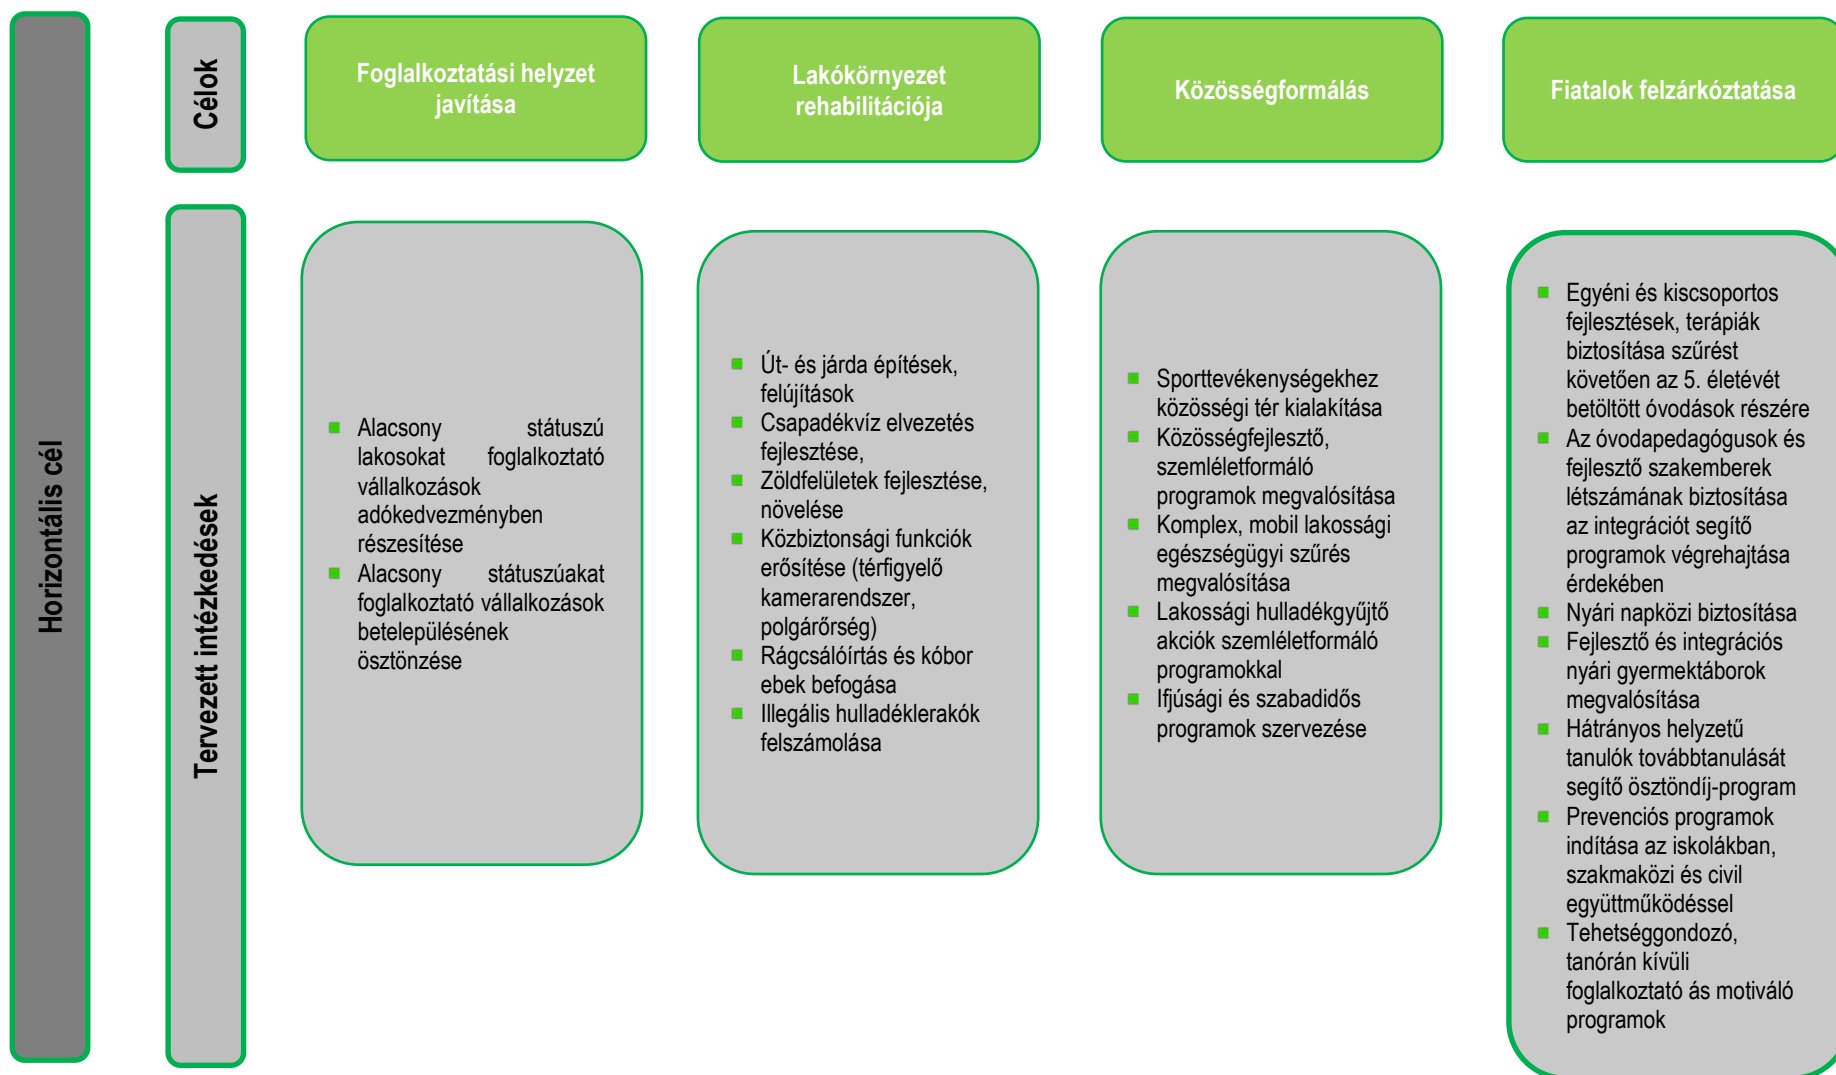 Horizontális cél
Célok
Foglalkoztatási helyzet
javítása
Lakókörnyezet
rehabilitációja
Közösségformálás
Fiatalok felzárkóztatása
Tervezett intézkedések
Alacsony státuszú
lakosokat foglalkoztató
vállalkozások
adókedvezményben
részesítése
Alacsony státuszúakat
foglalkoztató vállalkozások
betelepülésének
ösztönzése
Út- és járda építések,
felújítások
Csapadékvíz elvezetés
fejlesztése,
Zöldfelületek fejlesztése,
növelése
Közbiztonsági funkciók
erősítése (térfigyelő
kamerarendszer,
polgárőrség)
Rágcsálóírtás és kóbor
ebek befogása
Illegális hulladéklerakók
felszámolása
Sporttevékenységekhez
közösségi tér kialakítása
Közösségfejlesztő,
szemléletformáló
programok megvalósítása
Komplex, mobil lakossági
egészségügyi szűrés
megvalósítása
Lakossági hulladékgyűjtő
akciók szemléletformáló
programokkal
Ifjúsági és szabadidős
programok szervezése
Egyéni és kiscsoportos
fejlesztések, terápiák
biztosítása szűrést
követően az 5. életévét
betöltött óvodások részére
Az óvodapedagógusok és
fejlesztő szakemberek
létszámának biztosítása
az integrációt segítő
programok végrehajtása
érdekében
Nyári napközi biztosítása
Fejlesztő és integrációs
nyári gyermektáborok
megvalósítása
Hátrányos helyzetű
tanulók továbbtanulását
segítő ösztöndíj-program
Prevenciós programok
indítása az iskolákban,
szakmaközi és civil
együttműködéssel
Tehetséggondozó,
tanórán kívüli
foglalkoztató ás motiváló
programok